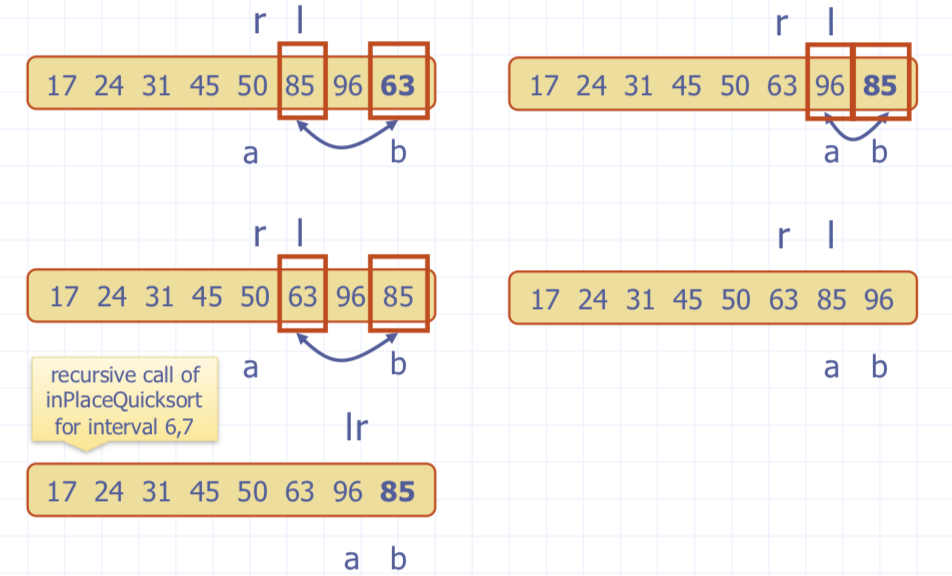 r l
17 24 31 45 50 85 96 63
a b
r l
17 24 31 45 50 63 96 85
a b
recursive call of
inPlaceQuicksort
for interval 6,7
lr
17 24 31 45 50 63 96 85
a b
r l
17 24 31 45 50 63 96 85
a b
r l
17 24 31 45 50 63 85 96
a b